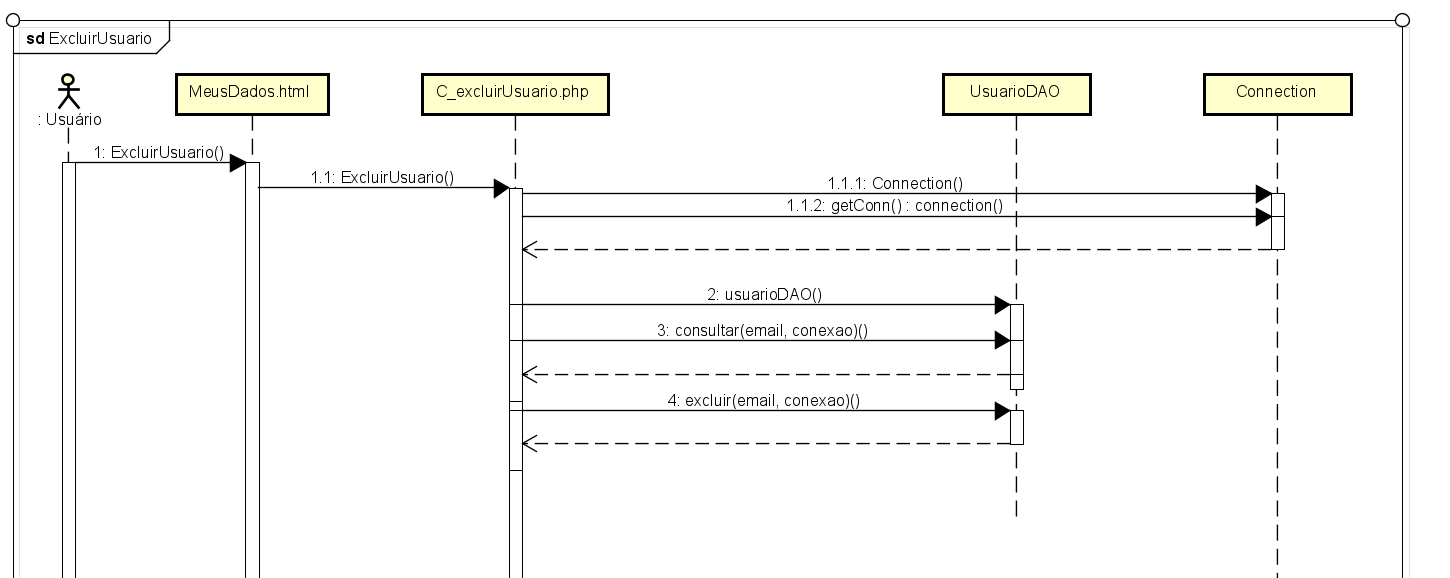 sd ExcluirUsuario
: Usuário
MeusDados.html
C_excluirUsuario.php
UsuarioDAO
Connection
1: ExcluirUsuario()
1.1: ExcluirUsuario()
1.1.1: Connection()
1.1.2: getConn() : connection()
2: usuarioDAO()
3: consultar(email, conexao)()
4: excluir(email, conexao)()